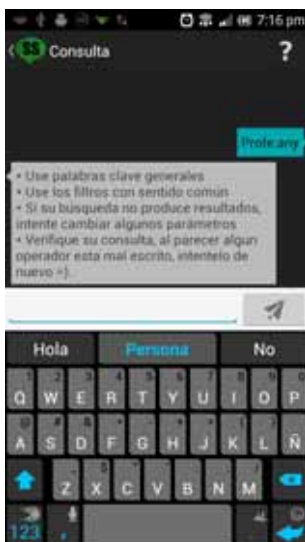 7:16 pm
SS Consulta ?
Profe:any
• Use palabras clave generales
• Use los filtros con sentido común
• Si su búsqueda no produce resultados,
intente cambiar algunos parámetros
• Verifique su consulta, al parecer algun
operador esta mal escrito, intentelo de
nuevo =).
Hola Persona No
Q W E R T Y U I O P
A S D F G H J K L Ñ
Z X C V B N M
123 , .